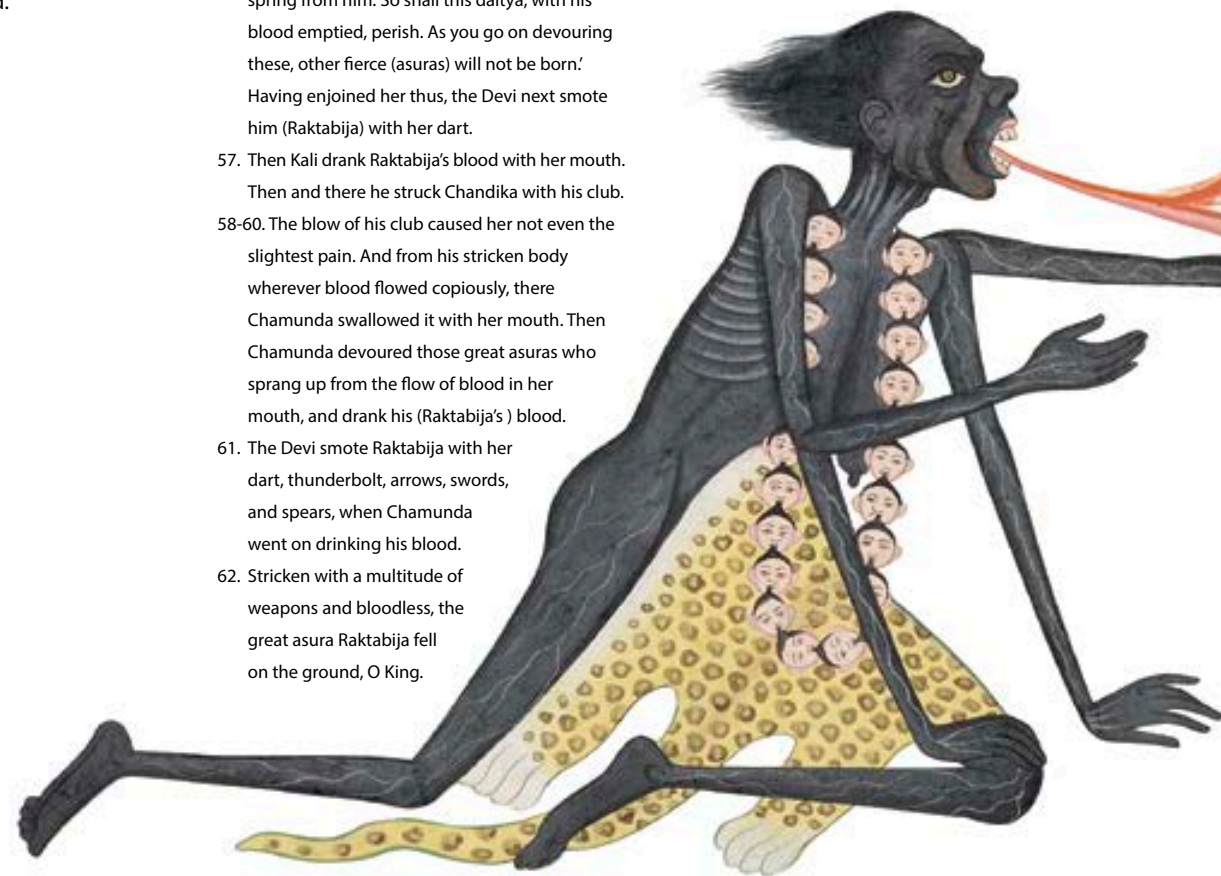 d.
spring from him. So shall this daitya, with his
blood emptied, perish. As you go on devouring
these, other fierce (asuras) will not be born.’
Having enjoined her thus, the Devi next smote
him (Raktabija) with her dart.
57. Then Kali drank Raktabija’s blood with her mouth.
Then and there he struck Chandika with his club.
58-60. The blow of his club caused her not even the
slightest pain. And from his stricken body
wherever blood flowed copiously, there
Chamunda swallowed it with her mouth. Then
Chamunda devoured those great asuras who
sprang up from the flow of blood in her
mouth, and drank his (Raktabija’s ) blood.
61. The Devi smote Raktabija with her
dart, thunderbolt, arrows, swords,
and spears, when Chamunda
went on drinking his blood.
62. Stricken with a multitude of
weapons and bloodless, the
great asura Raktabija fell
on the ground, O King.